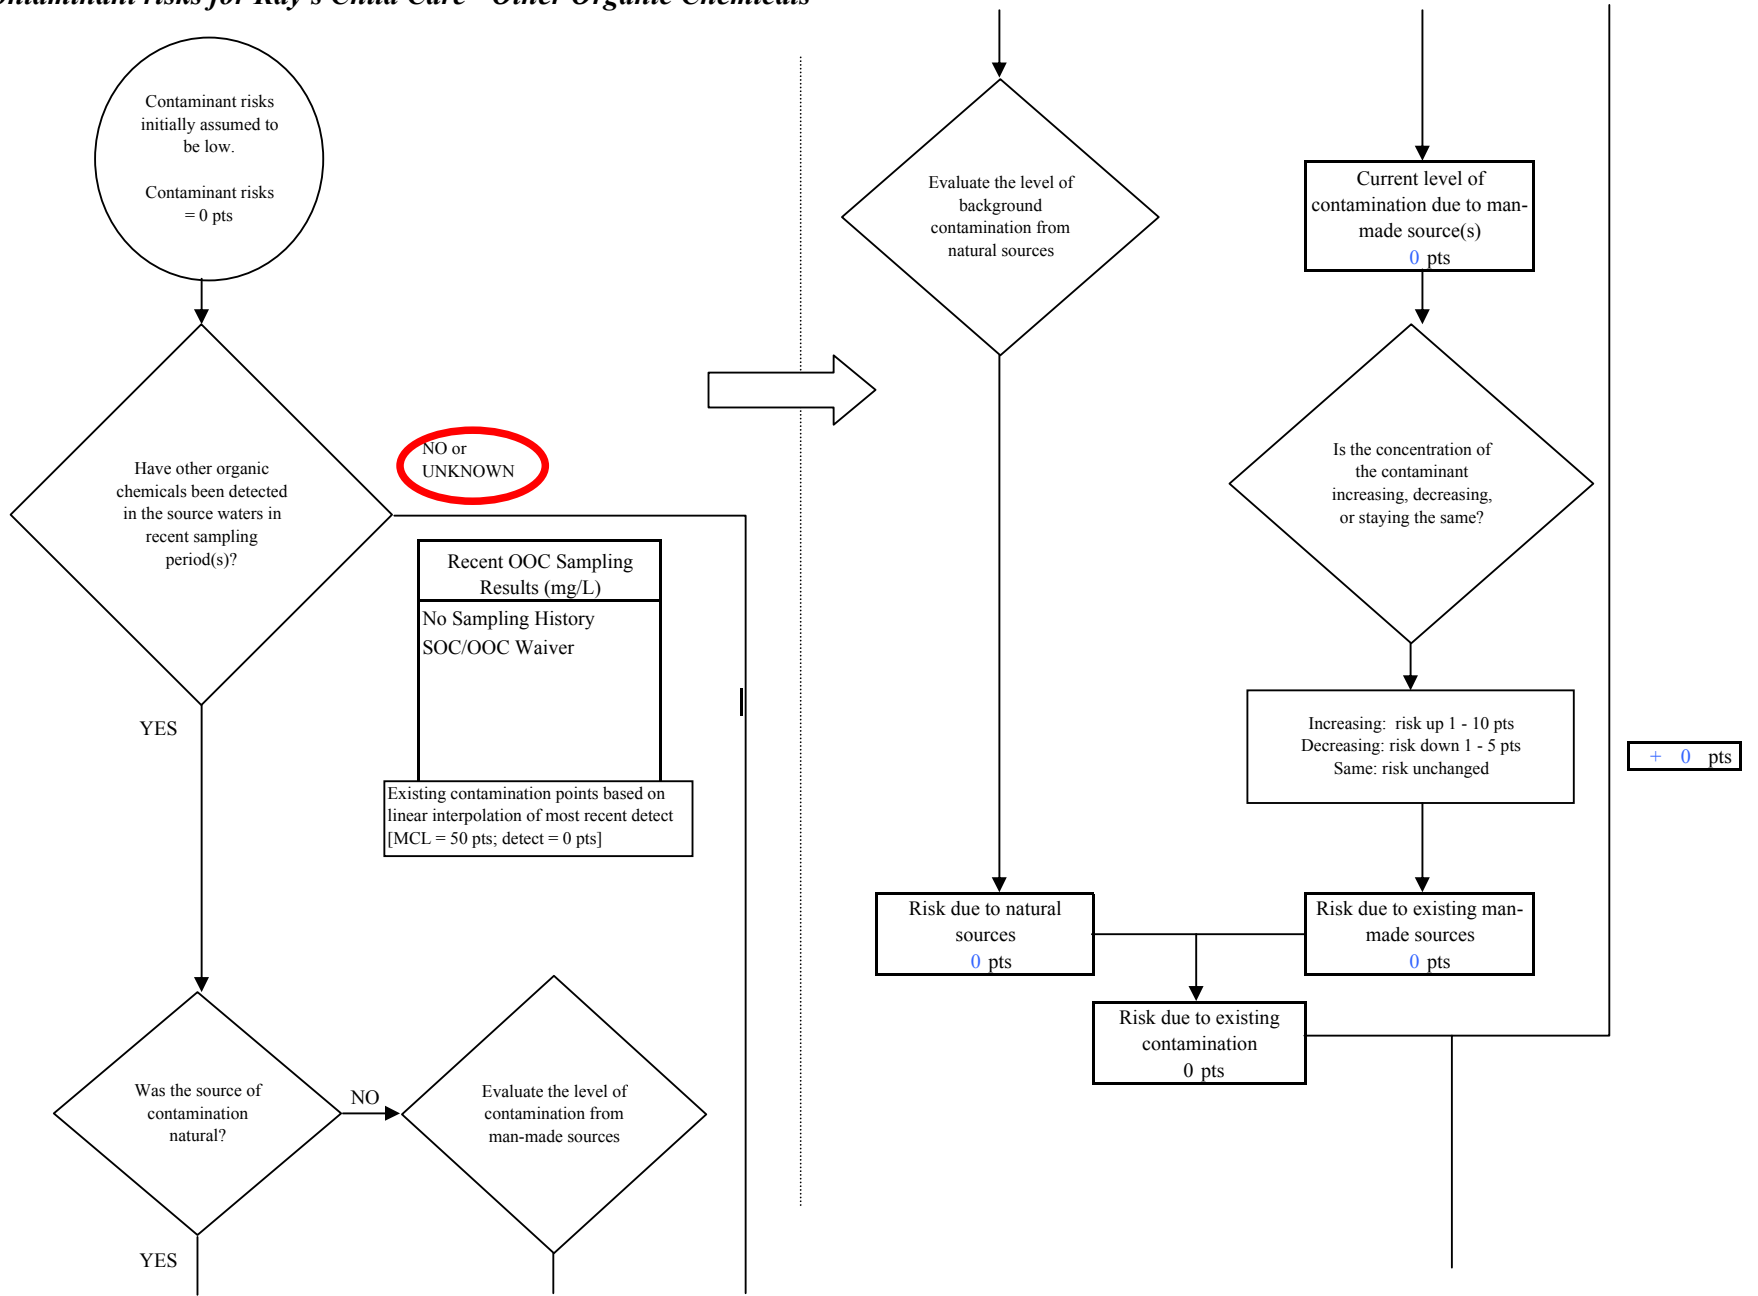 Contaminant risks
initially assumed to
be low.
Contaminant risks
= 0 pts
Have other organic
chemicals been detected
in the source waters in
recent sampling
period(s)?
NO or
UNKNOWN
Recent OOC Sampling
Results (mg/L)
No Sampling History
SOC/OOC Waiver
Existing contamination points based on
linear interpolation of most recent detect
[MCL = 50 pts; detect = 0 pts]
YES
Was the source of
contamination
natural?
NO
Evaluate the level of
contamination from
man-made sources
YES
Evaluate the level of
background
contamination from
natural sources
Current level of
contamination due to man-
made source(s)
0 pts
Is the concentration of
the contaminant
increasing, decreasing,
or staying the same?
Increasing: risk up 1 - 10 pts
Decreasing: risk down 1 - 5 pts
Same: risk unchanged
+ 0 pts
Risk due to natural
sources
0 pts
Risk due to existing man-
made sources
0 pts
Risk due to existing
contamination
0 pts